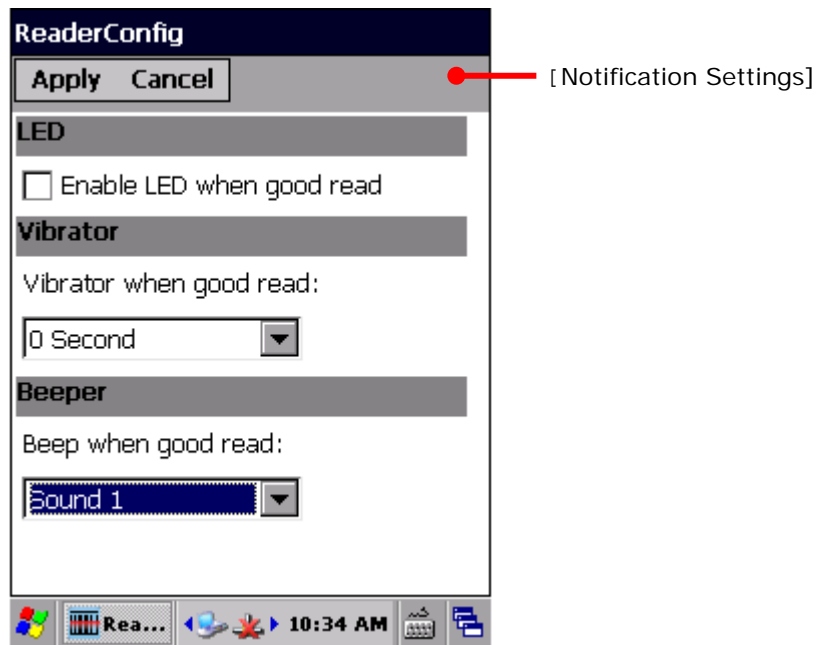 ReaderConfig
Apply Cancel
[Notification Settings]
LED
Enable LED when good read
Vibrator
Vibrator when good read:
0 Second
Beeper
Beep when good read:
Sound 1
Rea... 10:34 AM